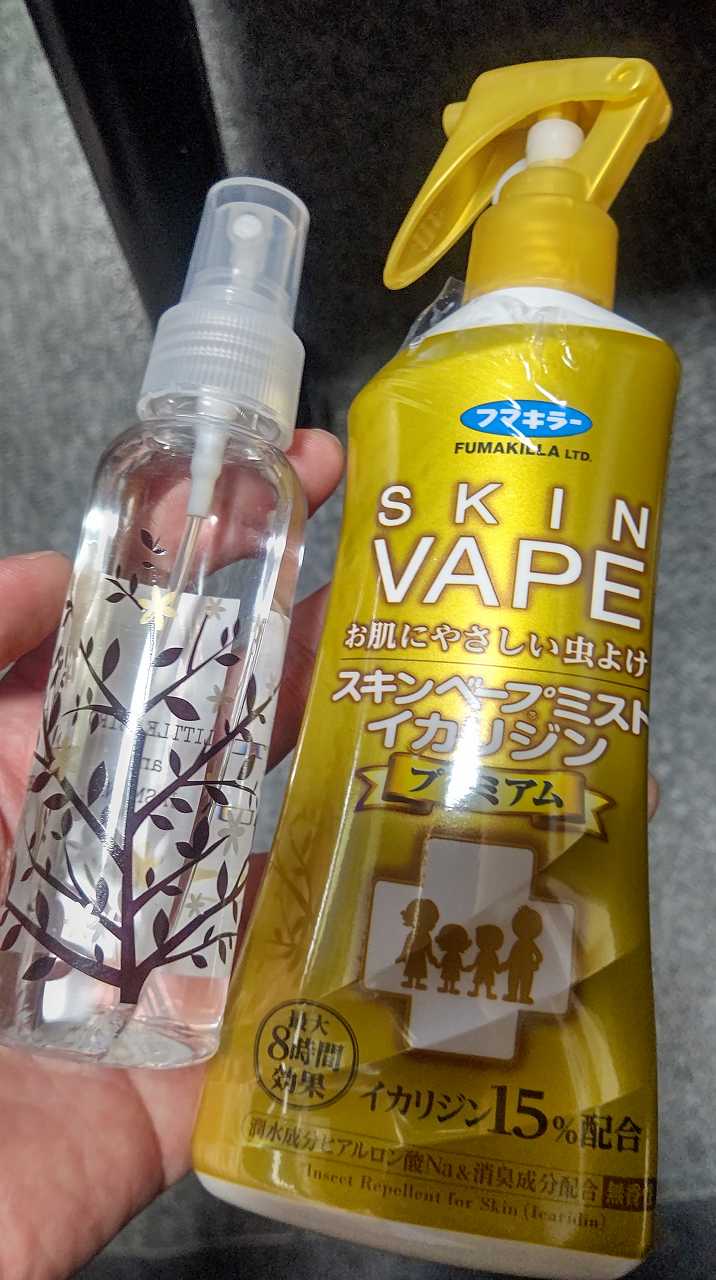 フマキラー
FUMAKILLA LTD.
SKIN
VAPE
お肌にやさしい虫よけ
スキンベープミスト
イカリジン
プレミアム
最大
8時間
効果
イカリジン15%配合
潤水成分ヒアルロン酸Na&消臭成分配合 無香
Insect Repellent for Skin (Icaridin)
LITTLE